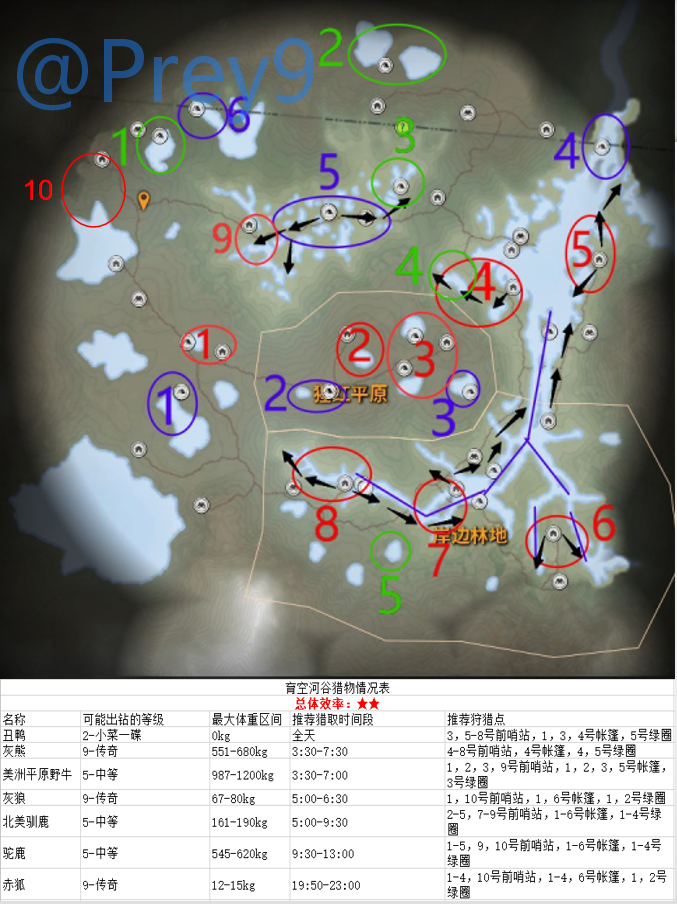 @Prey9
2
1
6
3
10
5
4
9
4
4
5
1
2
3
1
2
猩红平原
3
8
7
岸边林地
6
5
育空河谷猎物情况表
总体效率：★★
名称 可能出钻的等级 最大体重区间 推荐猎取时间段 推荐狩猎点
丑鸭 2-小菜一碟 0kg 全天 3，5-8号前哨站，1，3，4号帐篷，5号绿圈
灰熊 9-传奇 551-680kg 3:30-7:30 4-8号前哨站，4号帐篷，4，5号绿圈
美洲平原野牛 5-中等 987-1200kg 3:30-7:00 1，2，3，9号前哨站，1，2，3，5号帐篷，
3号绿圈
灰狼 9-传奇 67-80kg 5:00-6:30 1，10号前哨站，1，6号帐篷，1，2号绿圈
北美驯鹿 5-中等 161-190kg 5:00-9:30 2-5，7-9号前哨站，1-6号帐篷，1-4号绿
圈
驼鹿 5-中等 545-620kg 9:30-13:00 1-5，9，10号前哨站，1-6号帐篷，1-4号
绿圈
赤狐 9-传奇 12-15kg 19:50-23:00 1-4，10号前哨站，1-4，6号帐篷，1，2号
绿圈